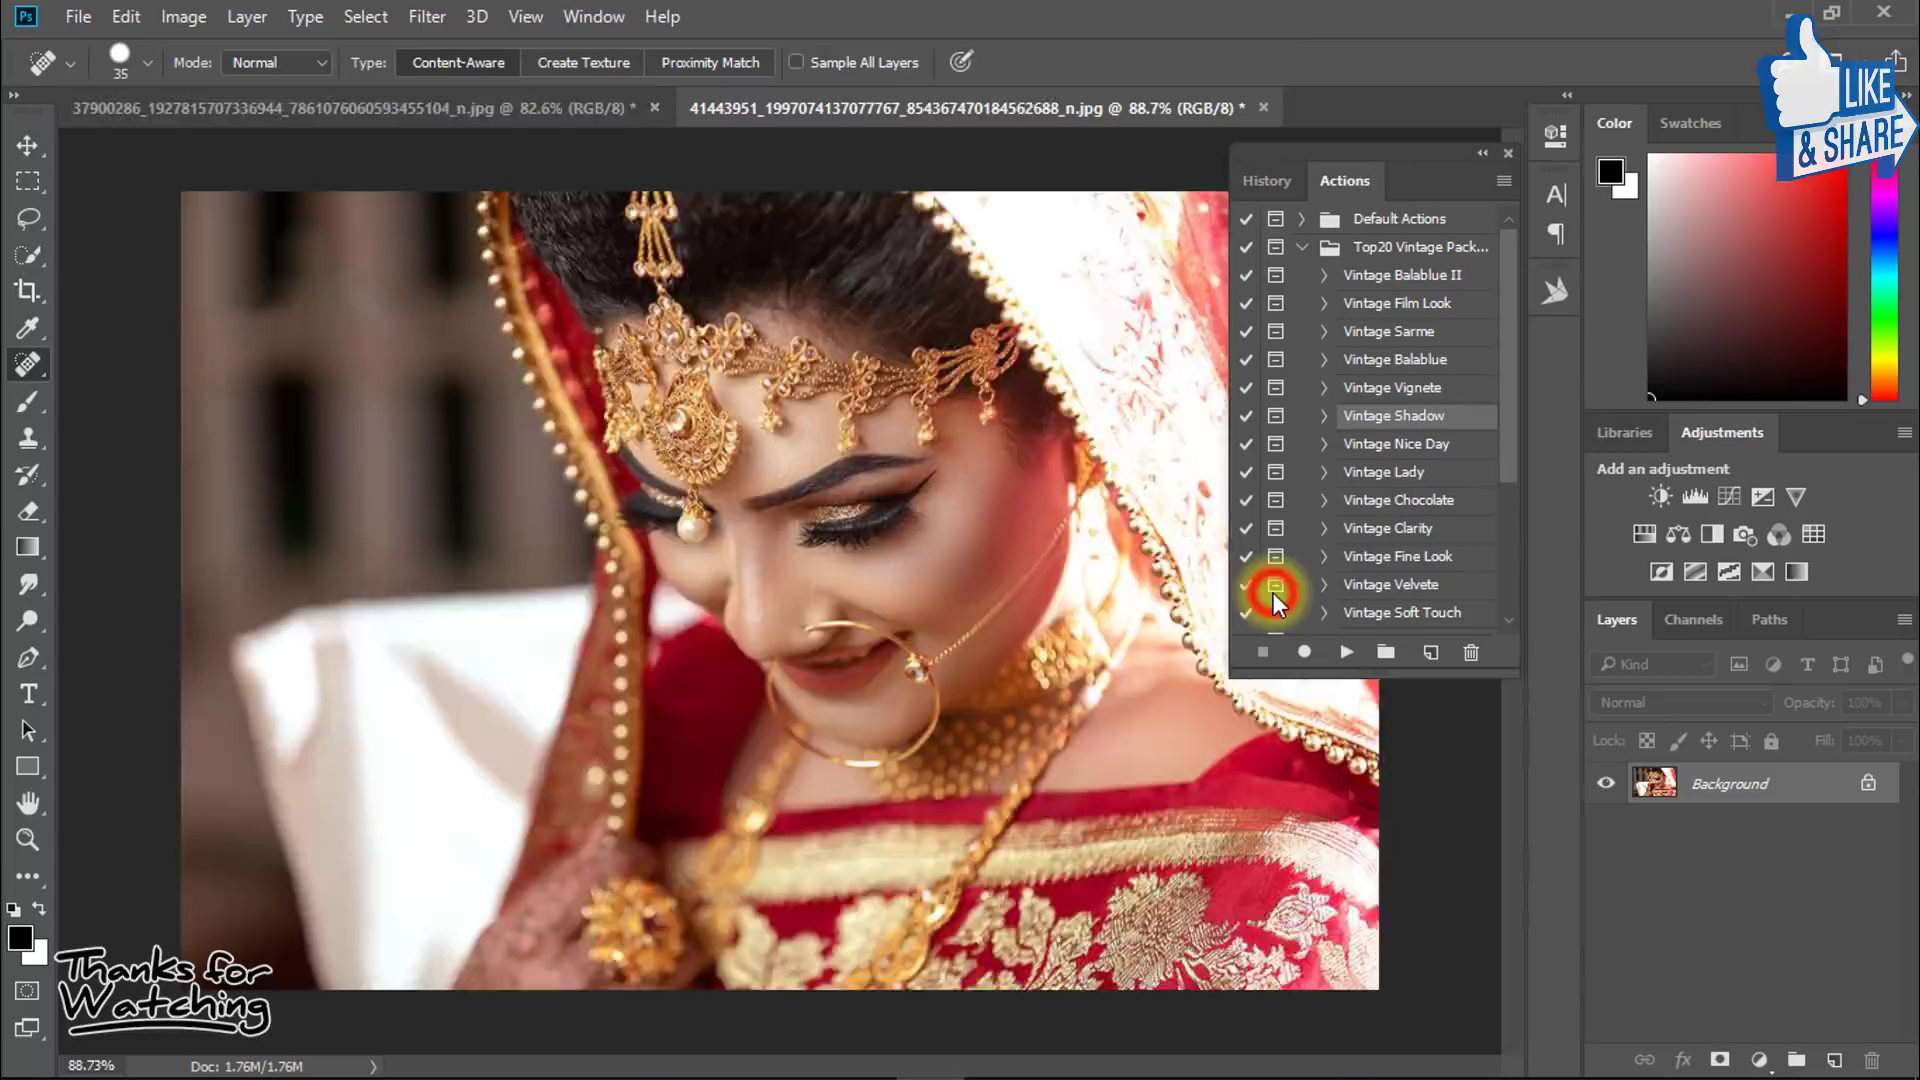 Ps File Edit Image Layer Type Select Filter 3D View Window Help
35 Mode: Normal Type: Content-Aware Create Texture Proximity Match Sample All Layers
37900286_1927815707336944_7861076060593455104_n.jpg @ 82.6% (RGB/8) *
41443951_1997074137077767_854367470184562688_n.jpg @ 88.7% (RGB/8) *
LIKE
& SHARE
Color Swatches
History Actions
Default Actions
Top20 Vintage Pack...
Vintage Balablue II
Vintage Film Look
Vintage Sarme
Vintage Balablue
Vintage Vignete
Vintage Shadow
Vintage Nice Day
Vintage Lady
Vintage Chocolate
Vintage Clarity
Vintage Fine Look
Vintage Velvete
Vintage Soft Touch
Libraries Adjustments
Add an adjustment
Layers Channels Paths
Kind
Normal Opacity: 100%
Lock: Fill: 100%
Background
Thanks for
Watching
88.73% Doc: 1.76M/1.76M